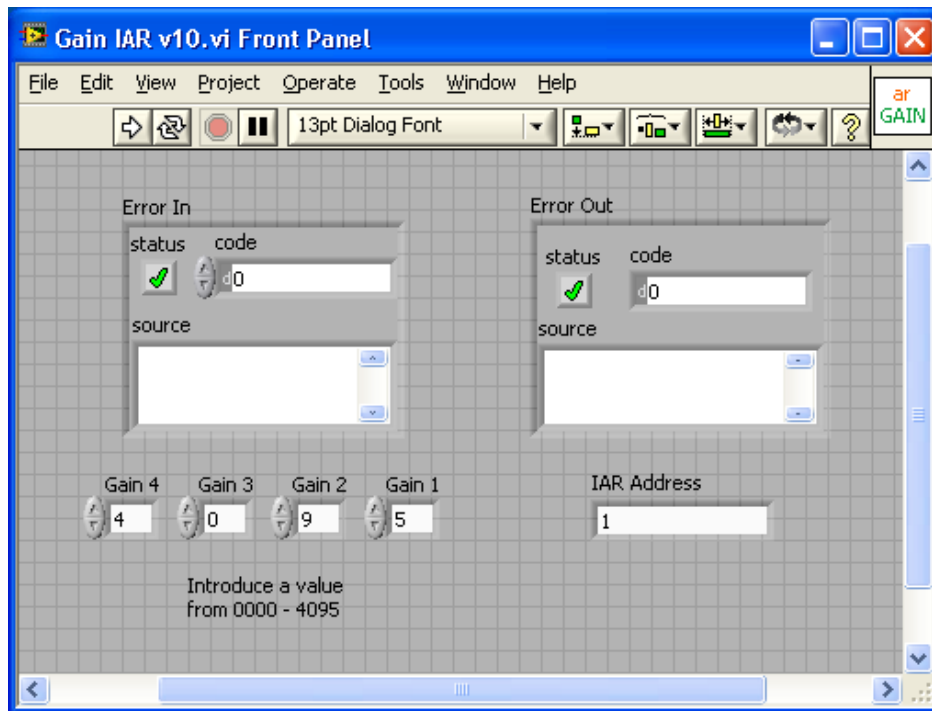 Gain IAR v10.vi Front Panel
File Edit View Project Operate Tools Window Help
13pt Dialog Font
ar
GAIN
Error In
status code
d0
source
Error Out
status code
d0
source
Gain 4 Gain 3 Gain 2 Gain 1
4 0 9 5
IAR Address
1
Introduce a value
from 0000 - 4095